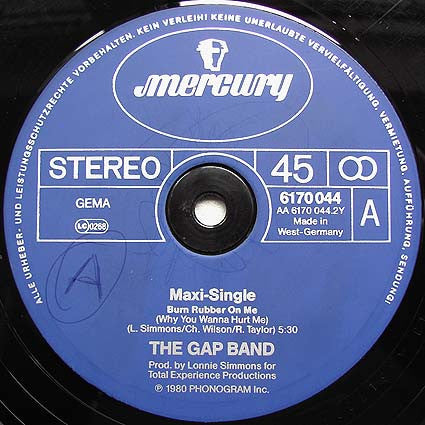 ALLE URHEBER- UND LEISTUNGSSCHUTZRECHTE VORBEHALTEN. KEIN VERLEIH! KEINE UNERLAUBTE VERVIELFÄLTIGUNG, VERMIETUNG, AUFFÜHRUNG, SENDUNG!
mercury
STEREO 45 ∞
GEMA
LC 0268
6170 044
AA 6170 044.2Y
Made in
West-Germany
A
A
Maxi-Single
Burn Rubber On Me
(Why You Wanna Hurt Me)
(L. Simmons/Ch. Wilson/R. Taylor) 5:30
THE GAP BAND
Prod. by Lonnie Simmons for
Total Experience Productions
℗ 1980 PHONOGRAM Inc.